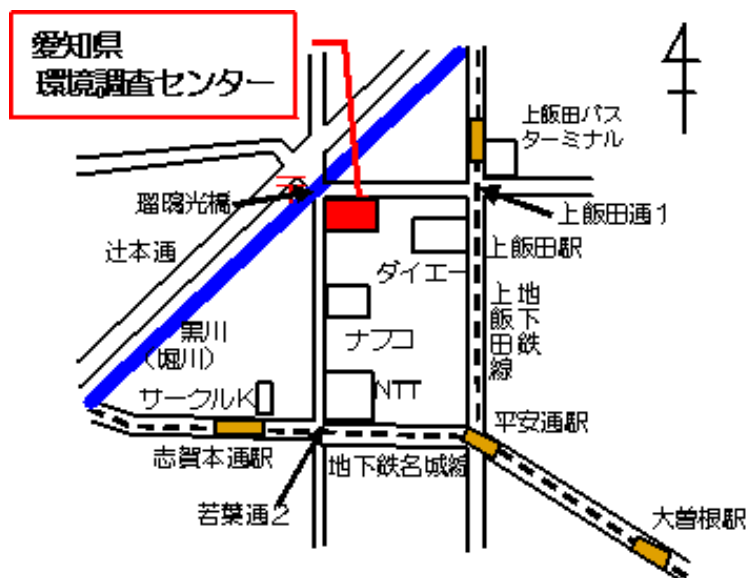 愛知県
環境調査センター
上飯田バス
ターミナル
瑠璃光橋
上飯田通1
辻本通
上飯田駅
ダイエー
地下鉄
上飯田線
黒川
(堀川)
ナフコ
サークルK
NTT
平安通駅
志賀本通駅
地下鉄名城線
若葉通2
大曽根駅